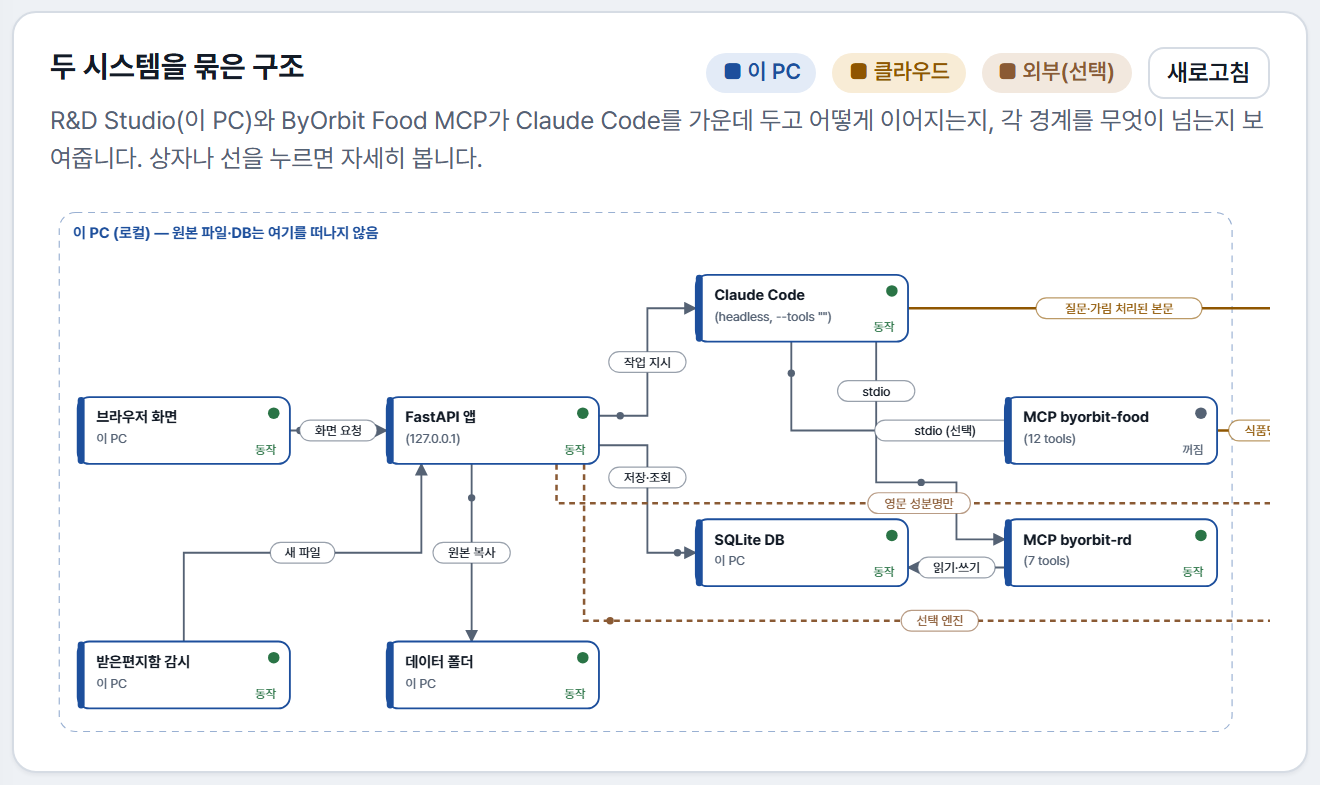 두 시스템을 묶은 구조
이 PC
클라우드
외부(선택)
새로고침
R&D Studio(이 PC)와 ByOrbit Food MCP가 Claude Code를 가운데 두고 어떻게 이어지는지, 각 경계를 무엇이 넘는지 보
여줍니다. 상자나 선을 누르면 자세히 봅니다.
이 PC (로컬) — 원본 파일·DB는 여기를 떠나지 않음
Claude Code
(headless, --tools "")
동작
질문·가림 처리된 본문
작업 지시
stdio
브라우저 화면
이 PC
동작
화면 요청
FastAPI 앱
(127.0.0.1)
동작
stdio (선택)
MCP byorbit-food
(12 tools)
꺼짐
저장·조회
영문 성분명만
SQLite DB
이 PC
동작
읽기·쓰기
MCP byorbit-rd
(7 tools)
동작
새 파일
원본 복사
선택 엔진
받은편지함 감시
이 PC
동작
데이터 폴더
이 PC
동작